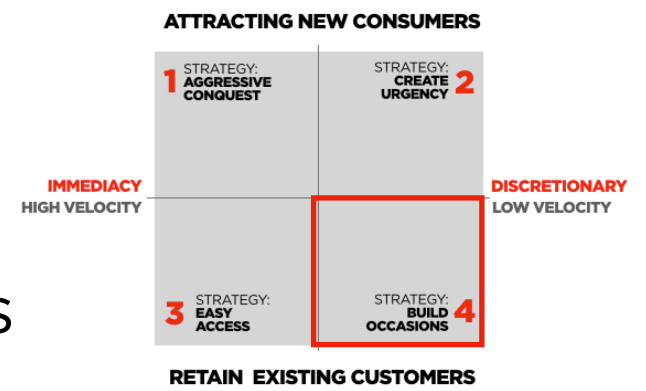 ATTRACTING NEW CONSUMERS
1 STRATEGY:
AGGRESSIVE
CONQUEST
STRATEGY:
CREATE 2
URGENCY
IMMEDIACY
HIGH VELOCITY
DISCRETIONARY
LOW VELOCITY
S
3 STRATEGY:
EASY
ACCESS
STRATEGY:
BUILD 4
OCCASIONS
RETAIN EXISTING CUSTOMERS